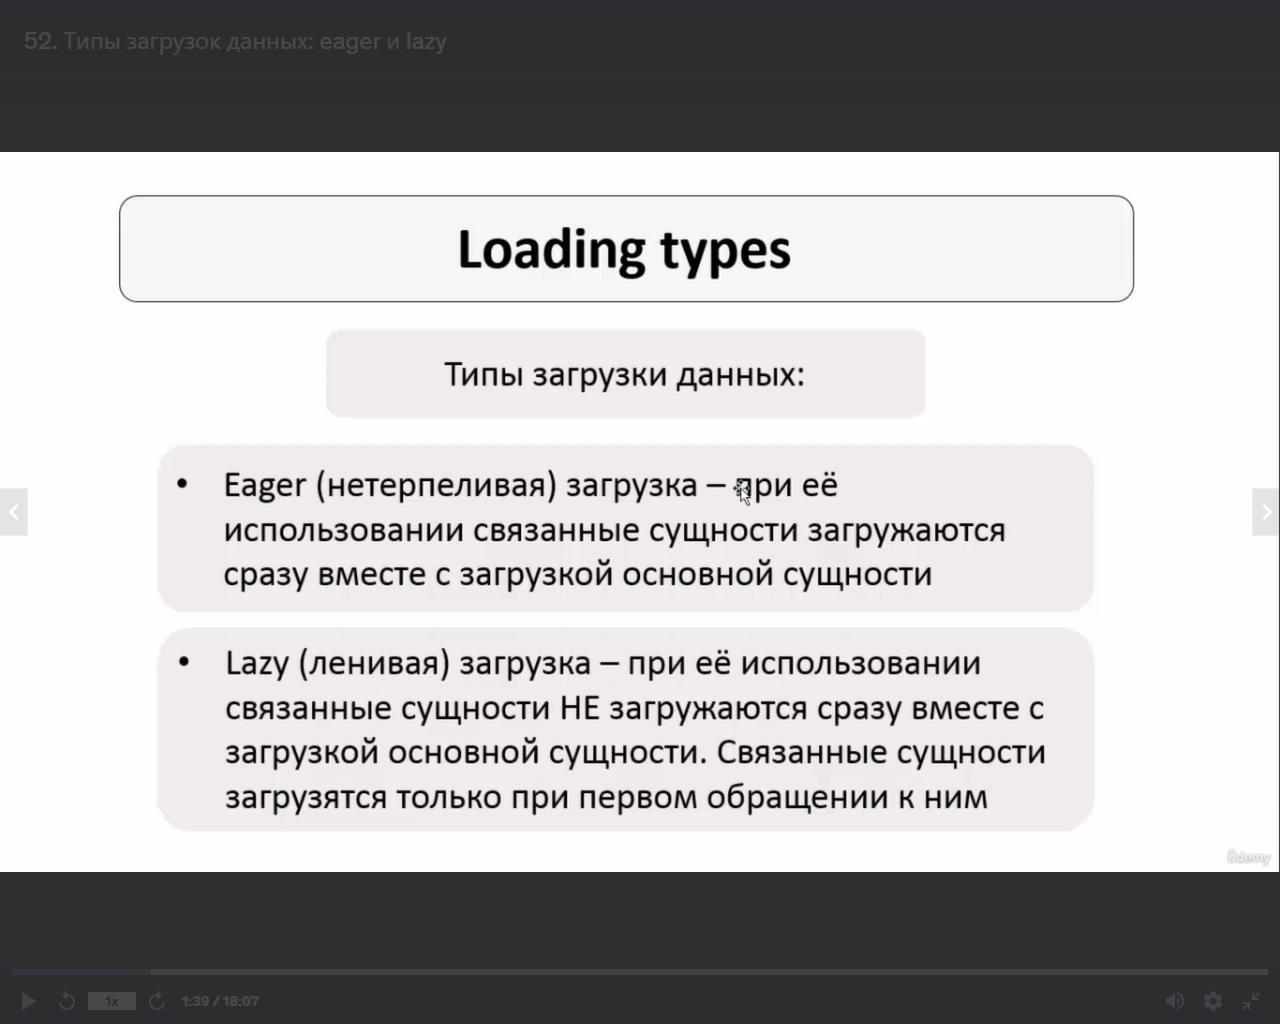 52. Типы загрузок данных: eager и lazy
Loading types
Типы загрузки данных:
• Eager (нетерпеливая) загрузка – при её
использовании связанные сущности загружаются
сразу вместе с загрузкой основной сущности
• Lazy (ленивая) загрузка – при её использовании
связанные сущности НЕ загружаются сразу вместе с
загрузкой основной сущности. Связанные сущности
загрузятся только при первом обращении к ним
ûdemy
1x
1:39 / 18:07